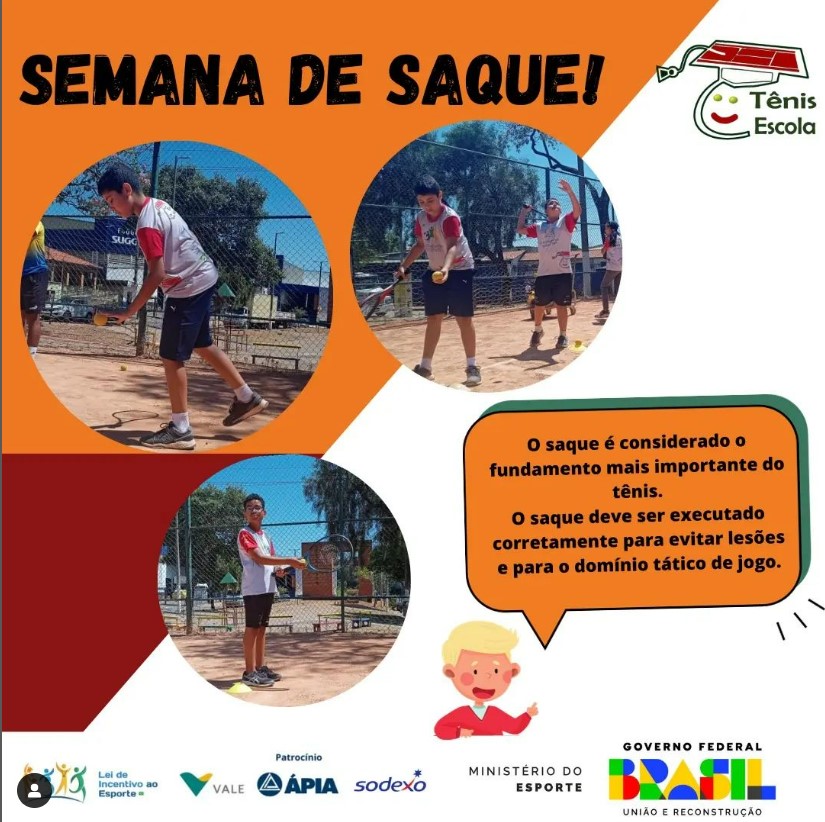 SEMANA DE SAQUE!
Tênis
Escola
SUGG
O saque é considerado o
fundamento mais importante do
tênis.
O saque deve ser executado
corretamente para evitar lesões
e para o domínio tático de jogo.
Lei de
Incentivo ao
Esporte
Patrocínio
VALE
ÁPIA
sodexo
MINISTÉRIO DO
ESPORTE
GOVERNO FEDERAL
BRASIL
UNIÃO E RECONSTRUÇÃO